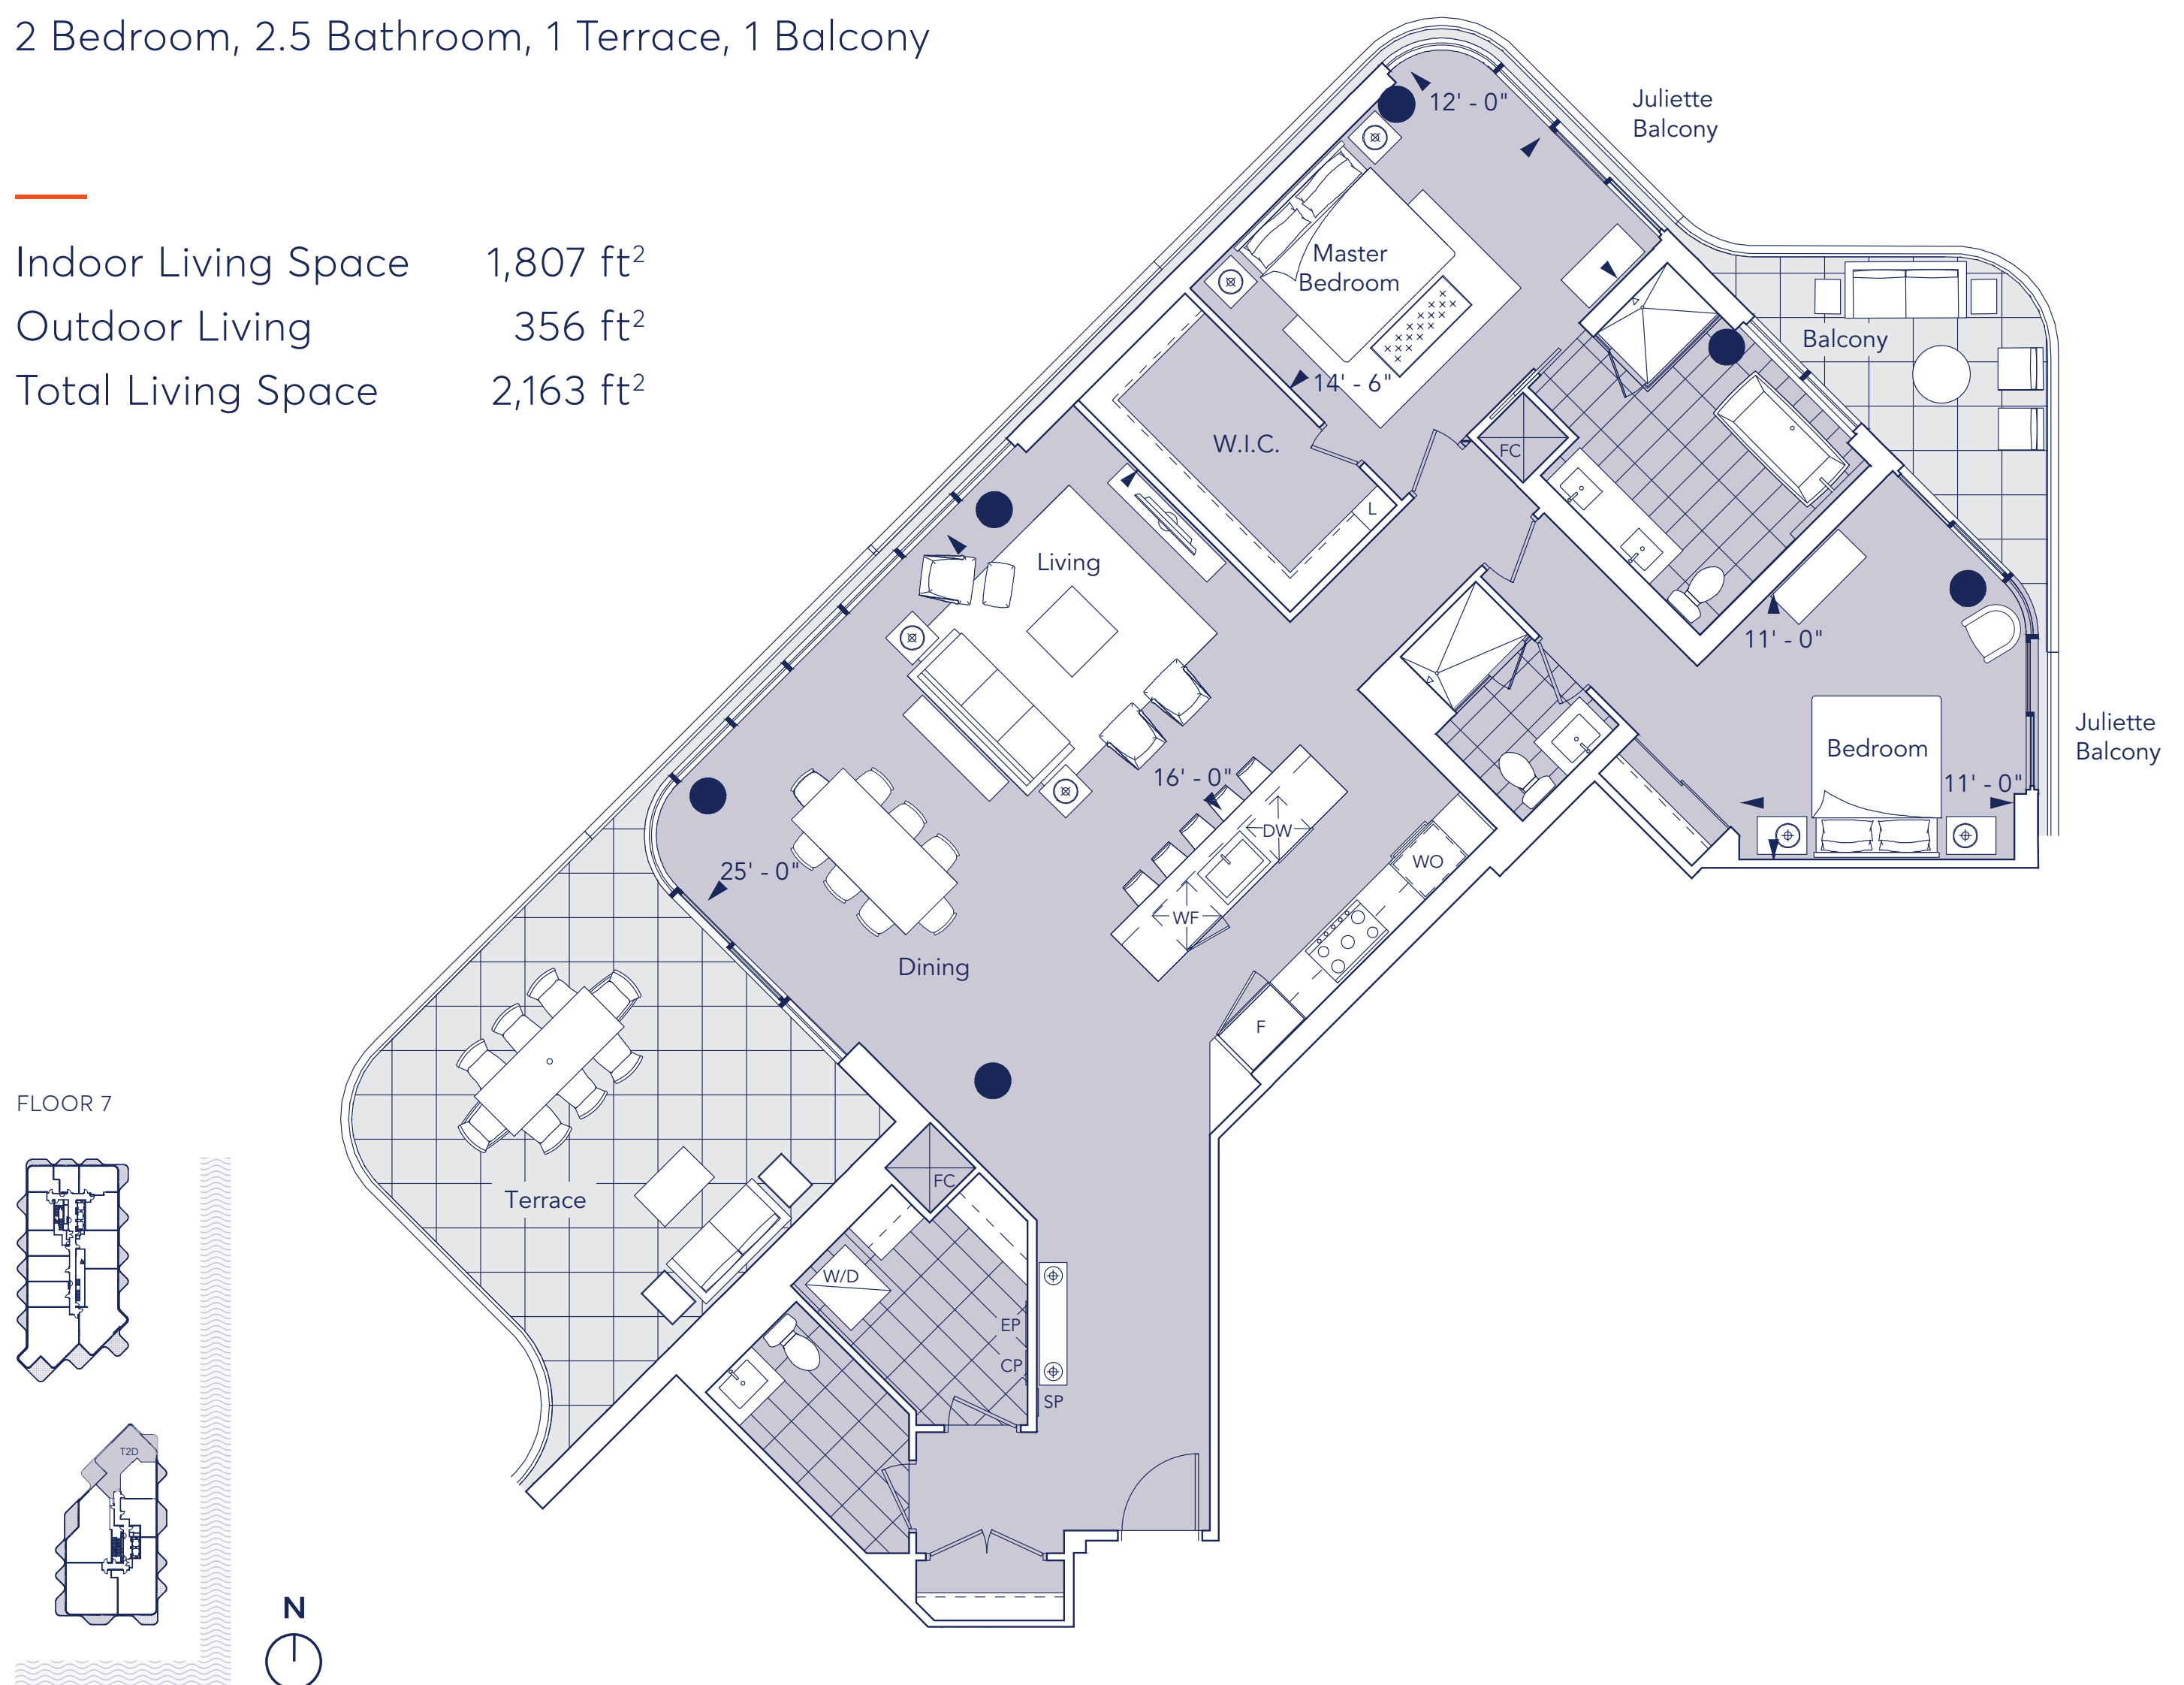 2 Bedroom, 2.5 Bathroom, 1 Terrace, 1 Balcony
Indoor Living Space 1,807 ft²
Outdoor Living 356 ft²
Total Living Space 2,163 ft²
12' - 0"
Juliette
Balcony
Master
Bedroom
Balcony
14' - 6"
W.I.C.
FC
L
Living
11' - 0"
Juliette
Balcony
Bedroom
11' - 0"
16' - 0"
DW
WO
25' - 0"
WF
Dining
F
FLOOR 7
FC
Terrace
W/D
EP
CP
SP
T2D
N